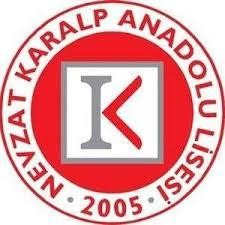 NEVZAT KARALP ANADOLU LİSESİ
K
· 2005 ·